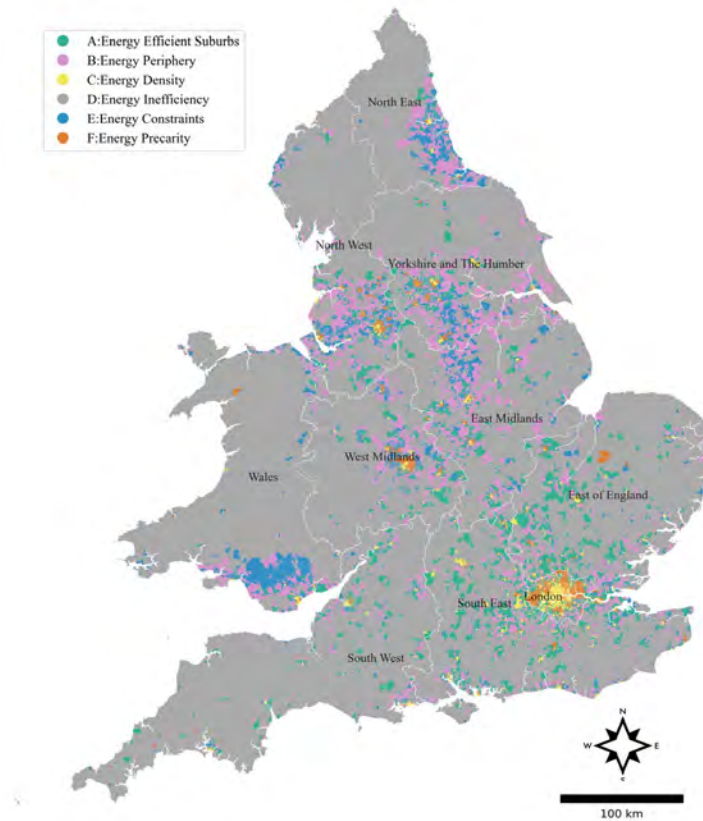 A:Energy Efficient Suburbs
B:Energy Periphery
C:Energy Density
D:Energy Inefficiency
E:Energy Constraints
F:Energy Precarity
North East
North West
Yorkshire and The Humber
East Midlands
West Midlands
Wales
East of England
London
South East
South West
N
W E
S
100 km